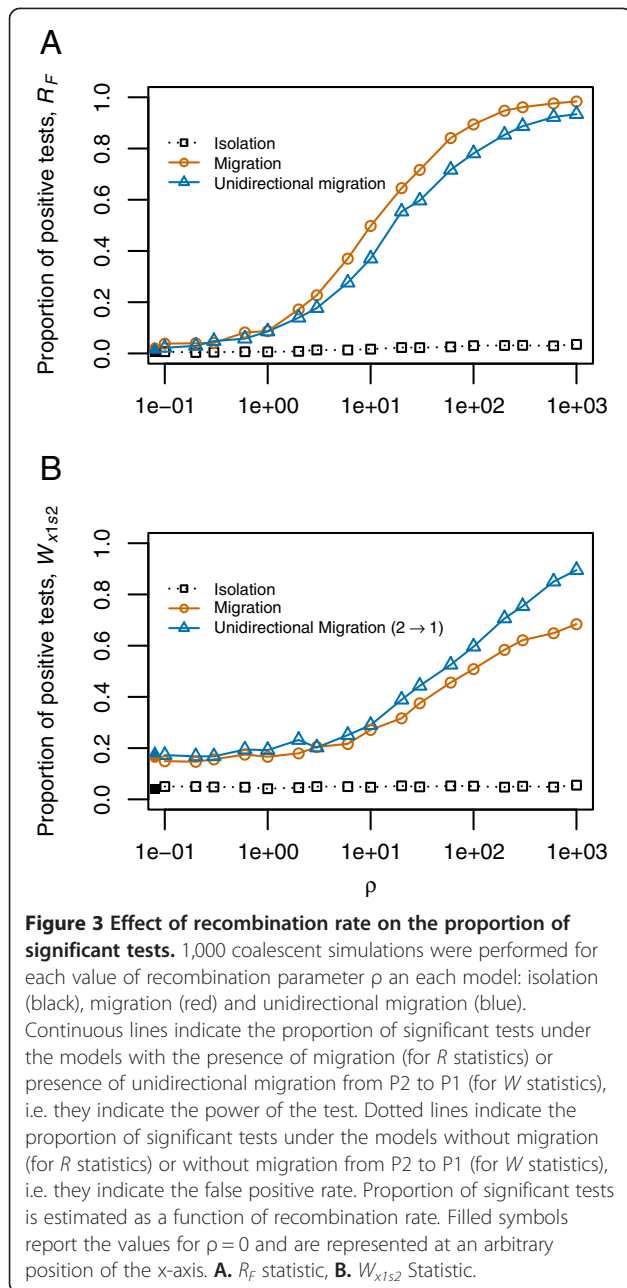 A
Proportion of positive tests, R_F
1.0
0.8
0.6
0.4
0.2
0.0
Isolation
Migration
Unidirectional migration
1e−01 1e+00 1e+01 1e+02 1e+03
B
Proportion of positive tests, W_x1s2
1.0
0.8
0.6
0.4
0.2
0.0
Isolation
Migration
Unidirectional Migration (2 → 1)
1e−01 1e+00 1e+01 1e+02 1e+03
ρ
Figure 3 Effect of recombination rate on the proportion of
significant tests. 1,000 coalescent simulations were performed for
each value of recombination parameter ρ an each model: isolation
(black), migration (red) and unidirectional migration (blue).
Continuous lines indicate the proportion of significant tests under
the models with the presence of migration (for R statistics) or
presence of unidirectional migration from P2 to P1 (for W statistics),
i.e. they indicate the power of the test. Dotted lines indicate the
proportion of significant tests under the models without migration
(for R statistics) or without migration from P2 to P1 (for W statistics),
i.e. they indicate the false positive rate. Proportion of significant tests
is estimated as a function of recombination rate. Filled symbols
report the values for ρ = 0 and are represented at an arbitrary
position of the x-axis. A. R_F statistic, B. W_x1s2 Statistic.